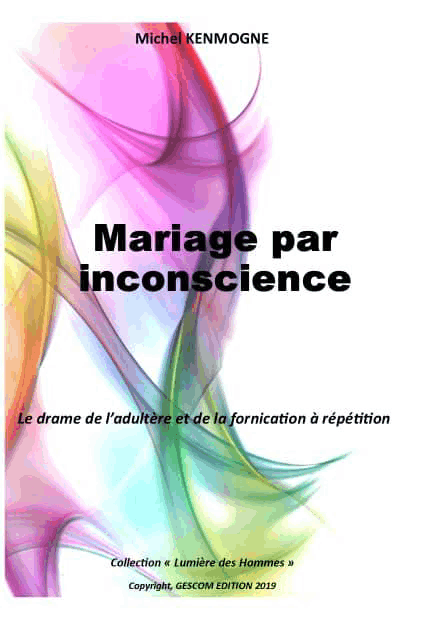 Michel KENMOGNE
Mariage par
inconscience
Le drame de l'adultère et de la fornication à répétition
Collection « Lumière des Hommes »
Copyright, GESCOM EDITION 2019